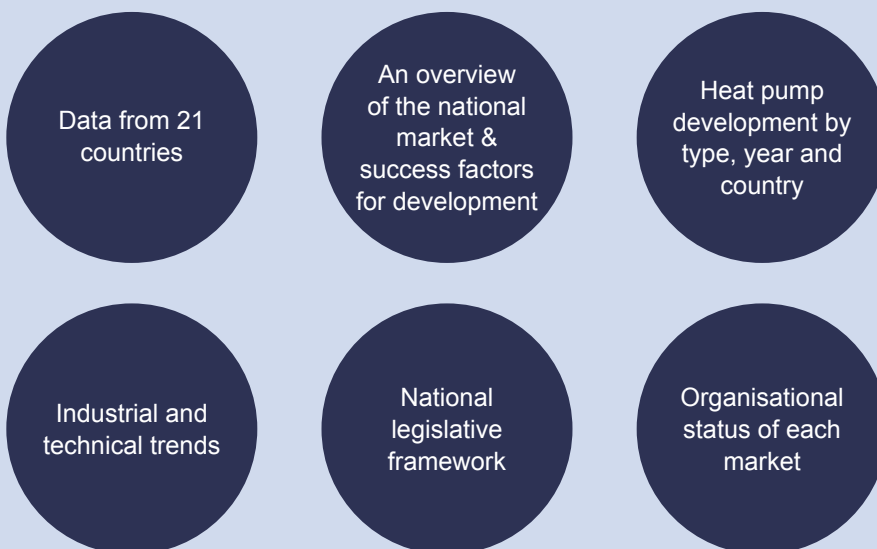 Data from 21
countries
An overview
of the national
market &
success factors
for development
Heat pump
development by
type, year and
country
Industrial and
technical trends
National
legislative
framework
Organisational
status of each
market